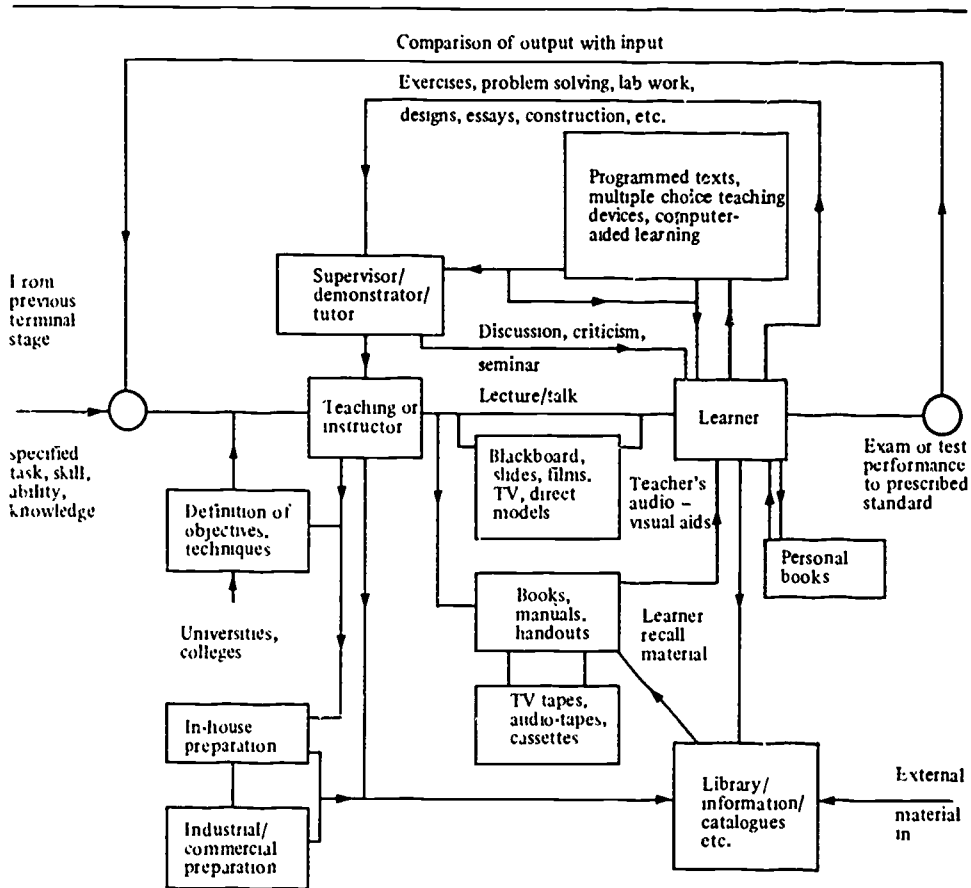 Comparison of output with input
Exercises, problem solving, lab work,
designs, essays, construction, etc.
Programmed texts,
multiple choice teaching
devices, computer-
aided learning
From
previous
terminal
stage
Supervisor/
demonstrator/
tutor
Discussion, criticism,
seminar
Teaching or
instructor
Lecture/talk
Learner
specified
task, skill,
ability,
knowledge
Exam or test
performance
to prescribed
standard
Blackboard,
slides, films.
TV, direct
models
Teacher's
audio –
visual aids
Definition of
objectives.
techniques
Personal
books
Universities,
colleges
Books,
manuals.
handouts
Learner
recall
material
TV tapes,
audio-tapes,
cassettes
In-house
preparation
Industrial/
commercial
preparation
Library/
information/
catalogues
etc.
External
material
in